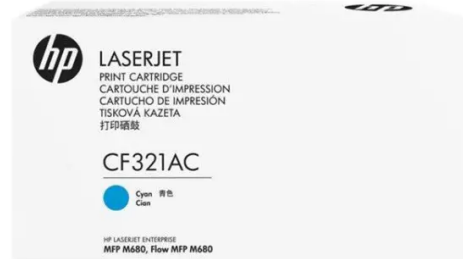 hp
LASERJET
PRINT CARTRIDGE
CARTOUCHE D'IMPRESSION
CARTUCHO DE IMPRESIÓN
TISKOVÁ KAZETA
打印硒鼓
CF321AC
Cyan 青色
Cian
HP LASERJET ENTERPRISE
MFP M680, Flow MFP M680